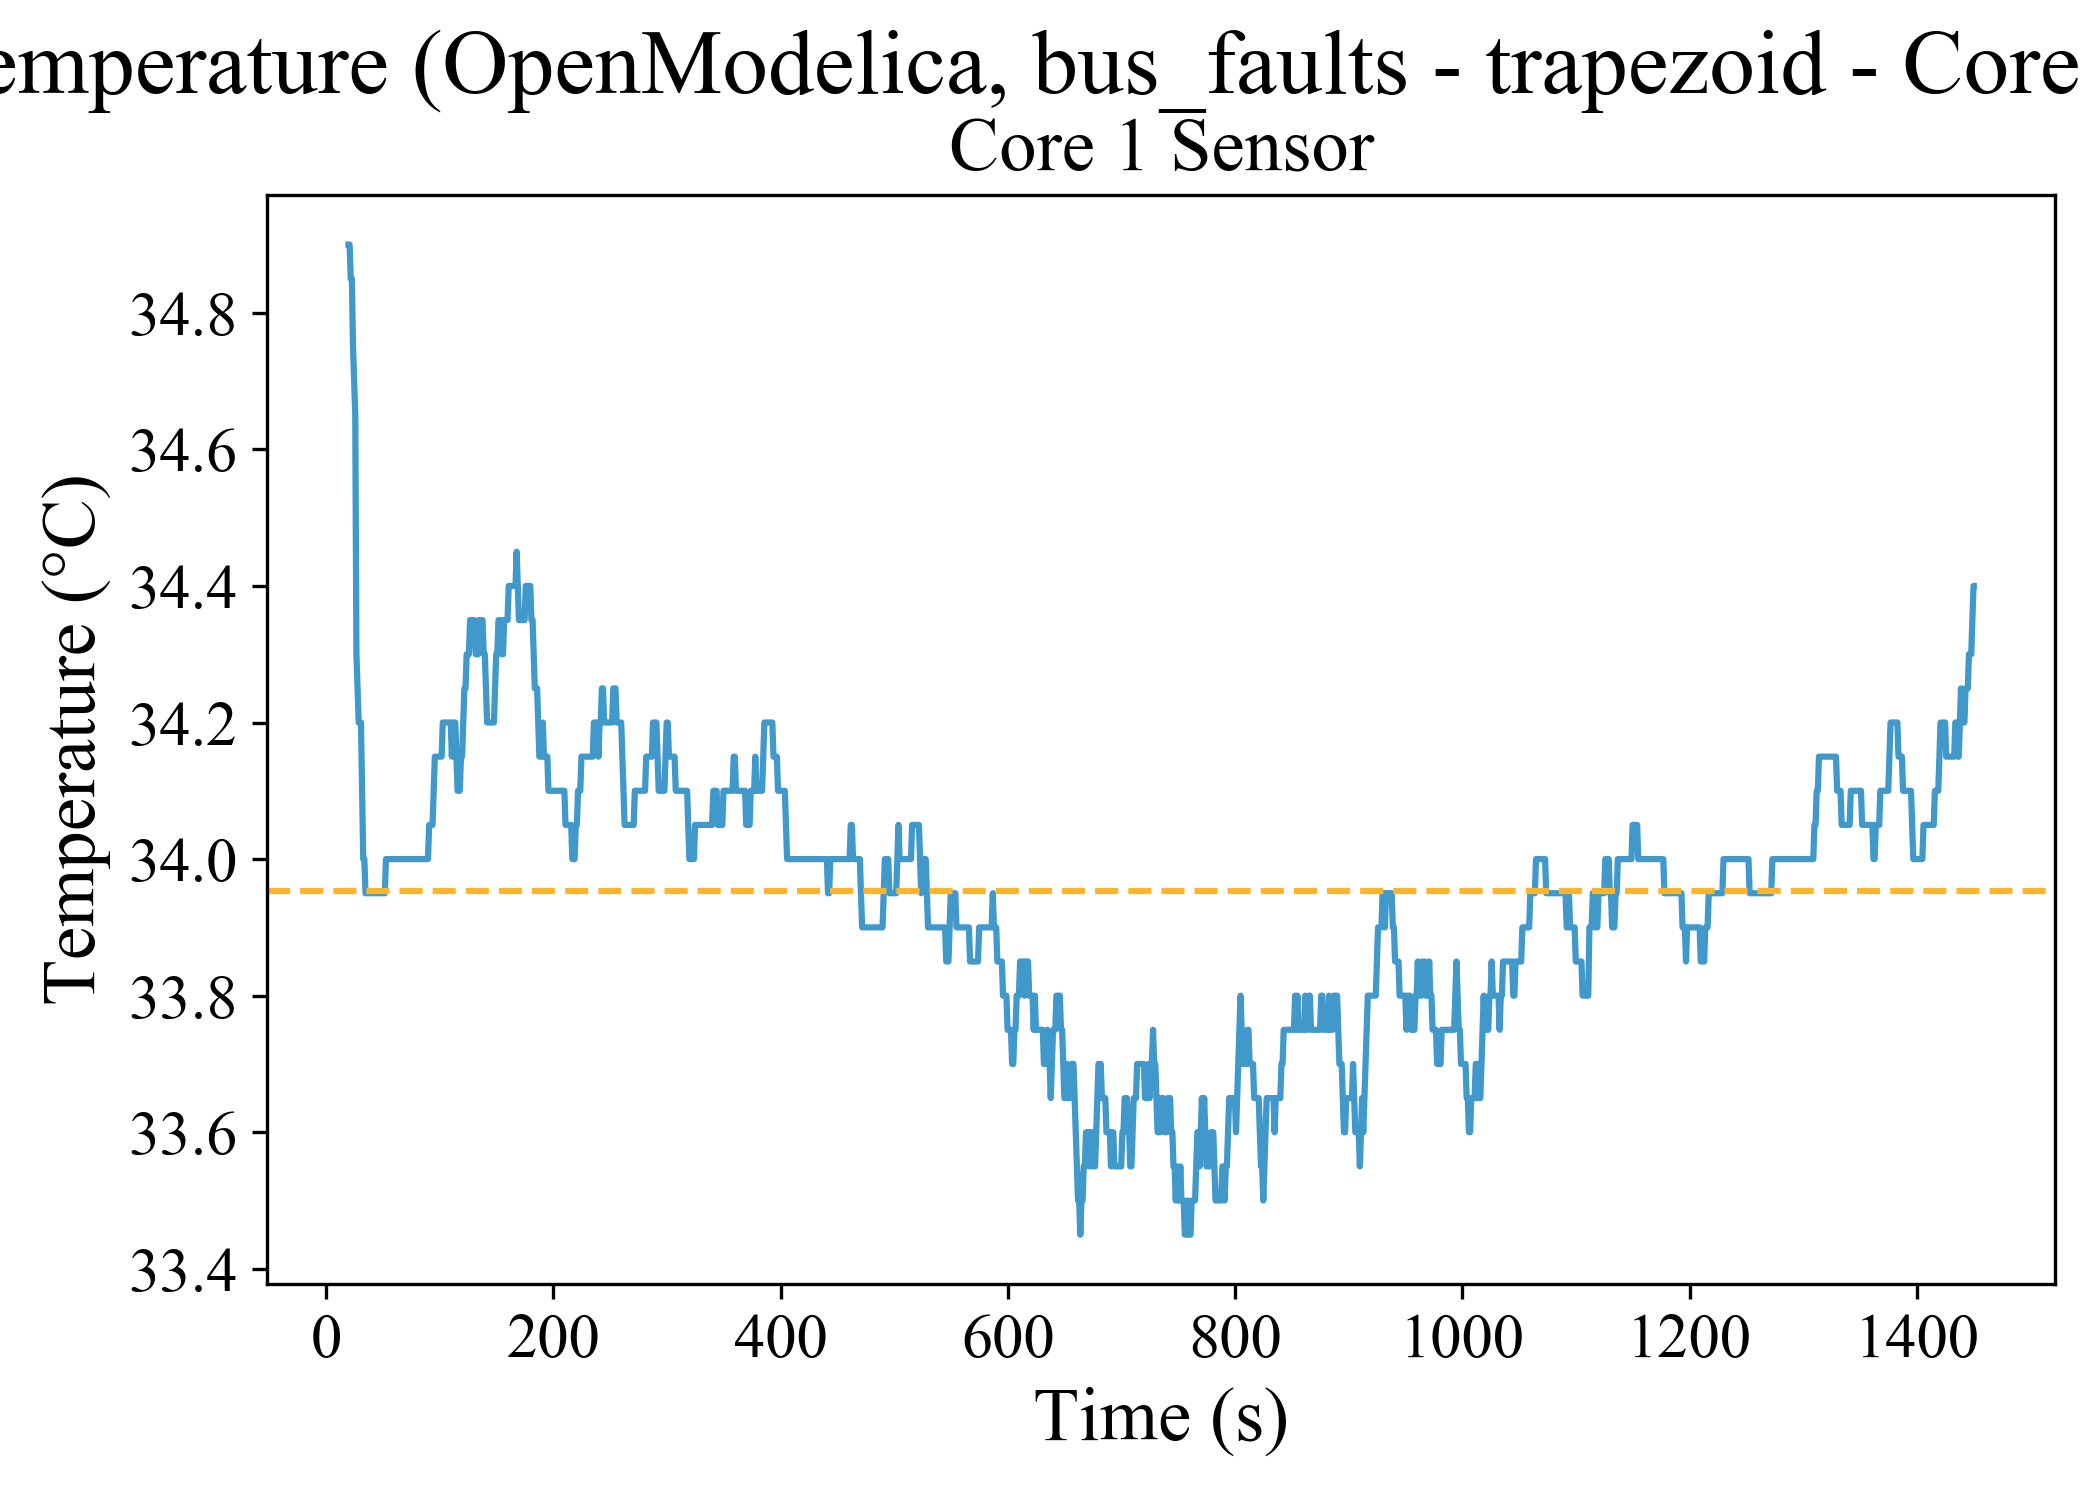 emperature (OpenModelica, bus_faults - trapezoid - Core
Core 1 Sensor
Temperature (°C)
34.8
34.6
34.4
34.2
34.0
33.8
33.6
33.4
0 200 400 600 800 1000 1200 1400
Time (s)